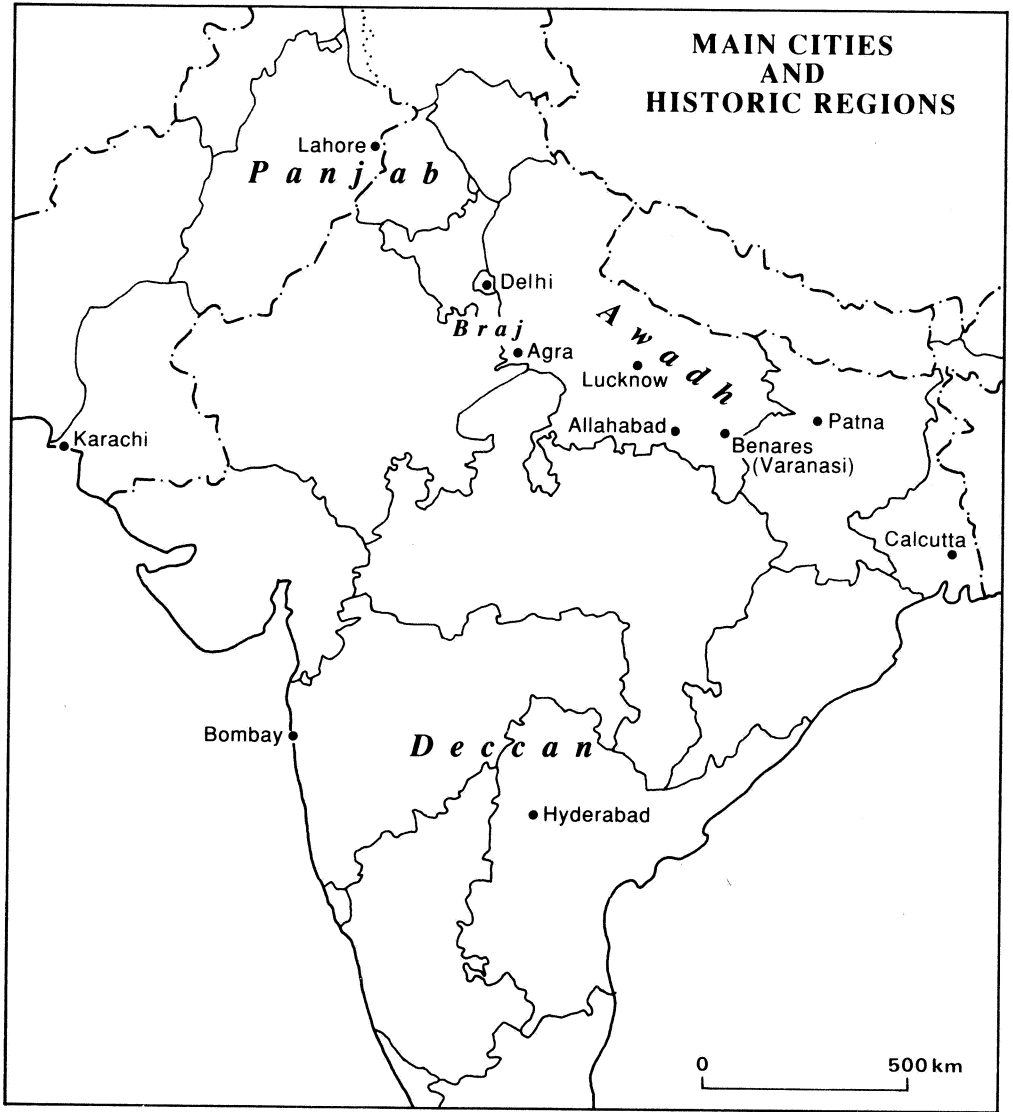 MAIN CITIES
AND
HISTORIC REGIONS
Lahore
Panjab
Delhi
Braj
Awadh
Agra
Lucknow
Allahabad
Patna
Karachi
Benares
(Varanasi)
Calcutta
Bombay
Deccan
Hyderabad
0 500 km